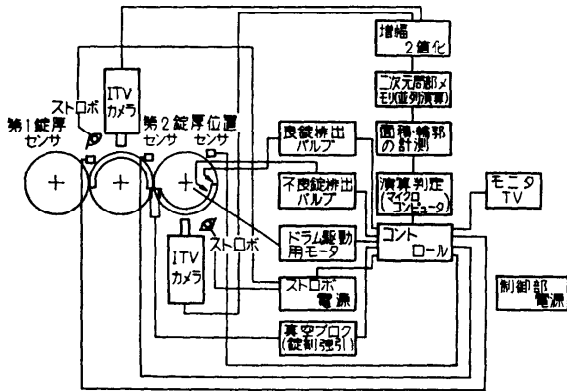 増幅
2値化
ITV
カメラ
ストロボ
二次元局部メ
モリ(並列演算)
第1錠厚
センサ
第2錠厚
センサ
位置
センサ
良錠排出
バルブ
面積・輪郭
の計測
不良錠排出
バルブ
演算判定
(マイクロ
コンピュータ)
モニタ
TV
ITV
カメラ
ストロボ
ドラム駆動
用モータ
コント
ロール
ストロボ
電源
制御部
電源
真空ブロワ
(錠剤吸引)